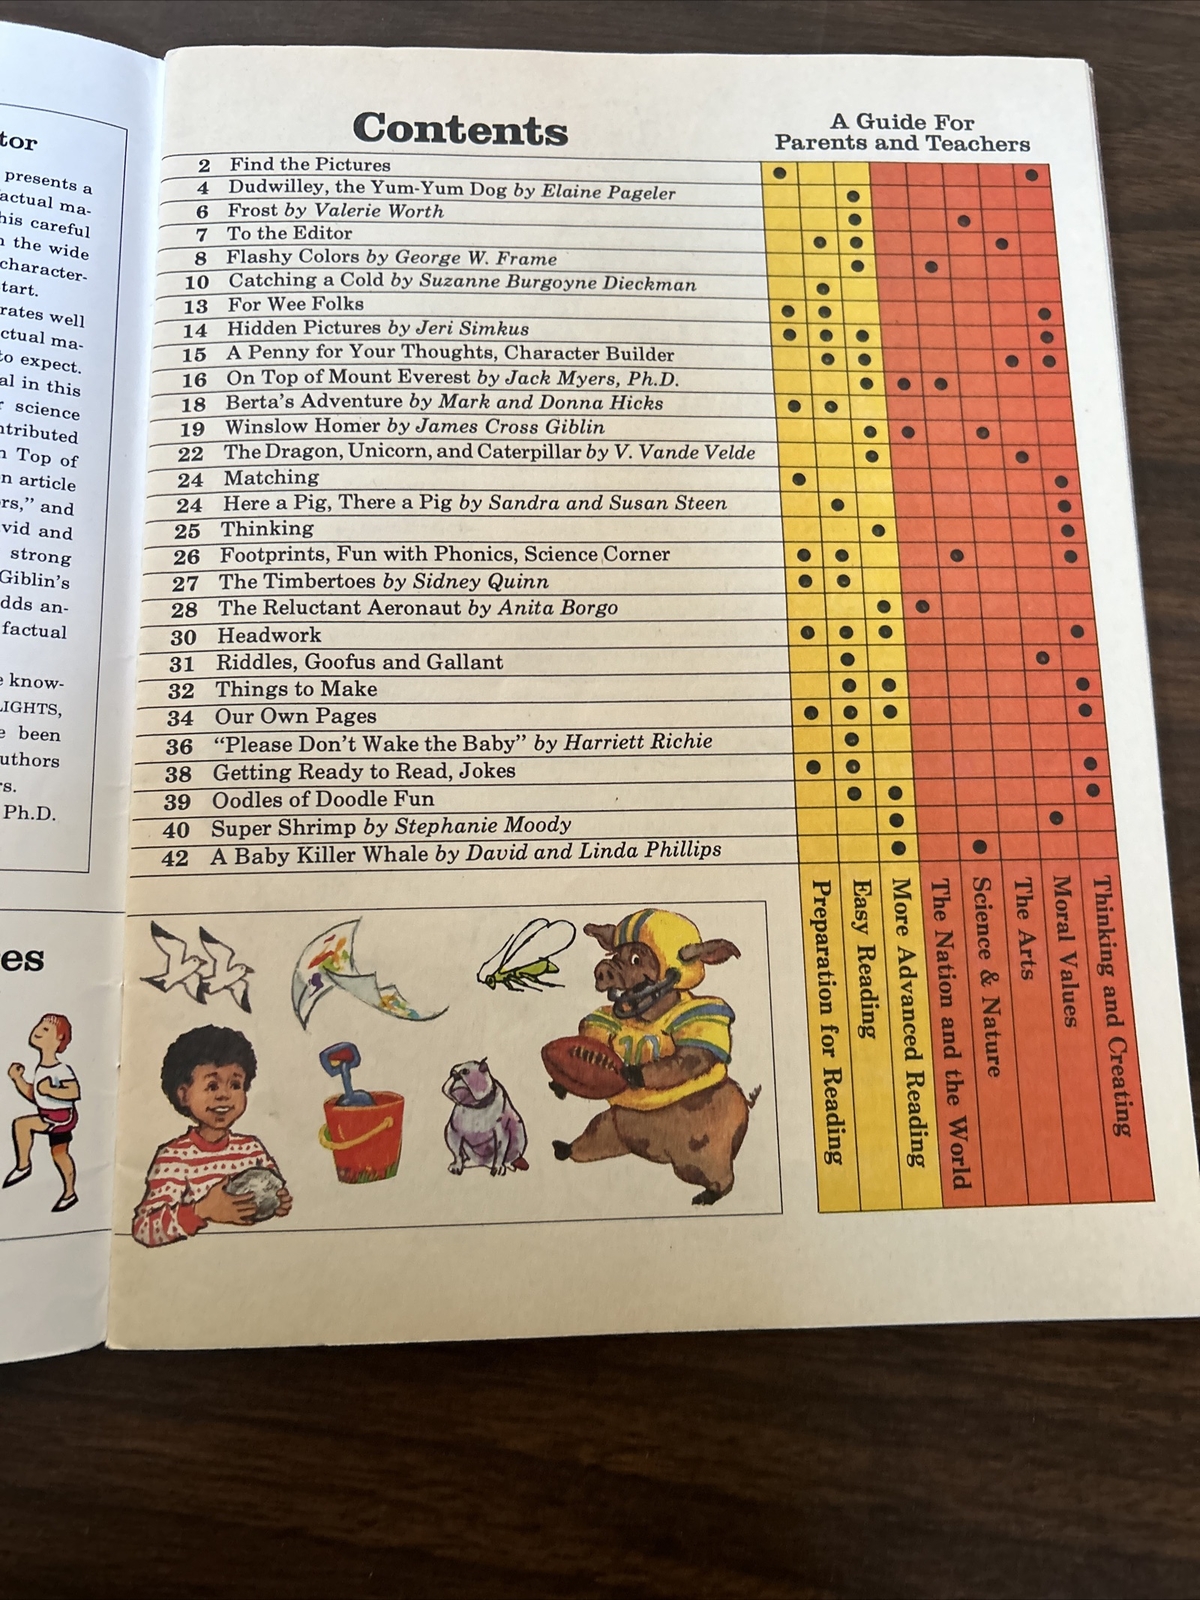 tor
presents a
actual ma-
his careful
n the wide
character-
tart.
rates well
ctual ma-
to expect.
al in this
r science
ntributed
n Top of
n article
rs,” and
vid and
strong
Giblin’s
dds an-
factual
e know-
LIGHTS,
e been
uthors
rs.
Ph.D.
es
Contents
A Guide For
Parents and Teachers
2 Find the Pictures
4 Dudwilley, the Yum-Yum Dog by Elaine Pageler
6 Frost by Valerie Worth
7 To the Editor
8 Flashy Colors by George W. Frame
10 Catching a Cold by Suzanne Burgoyne Dieckman
13 For Wee Folks
14 Hidden Pictures by Jeri Simkus
15 A Penny for Your Thoughts, Character Builder
16 On Top of Mount Everest by Jack Myers, Ph.D.
18 Berta’s Adventure by Mark and Donna Hicks
19 Winslow Homer by James Cross Giblin
22 The Dragon, Unicorn, and Caterpillar by V. Vande Velde
24 Matching
24 Here a Pig, There a Pig by Sandra and Susan Steen
25 Thinking
26 Footprints, Fun with Phonics, Science Corner
27 The Timbertoes by Sidney Quinn
28 The Reluctant Aeronaut by Anita Borgo
30 Headwork
31 Riddles, Goofus and Gallant
32 Things to Make
34 Our Own Pages
36 “Please Don’t Wake the Baby” by Harriett Richie
38 Getting Ready to Read, Jokes
39 Oodles of Doodle Fun
40 Super Shrimp by Stephanie Moody
42 A Baby Killer Whale by David and Linda Phillips
Preparation for Reading
Easy Reading
More Advanced Reading
The Nation and the World
Science & Nature
The Arts
Moral Values
Thinking and Creating
10